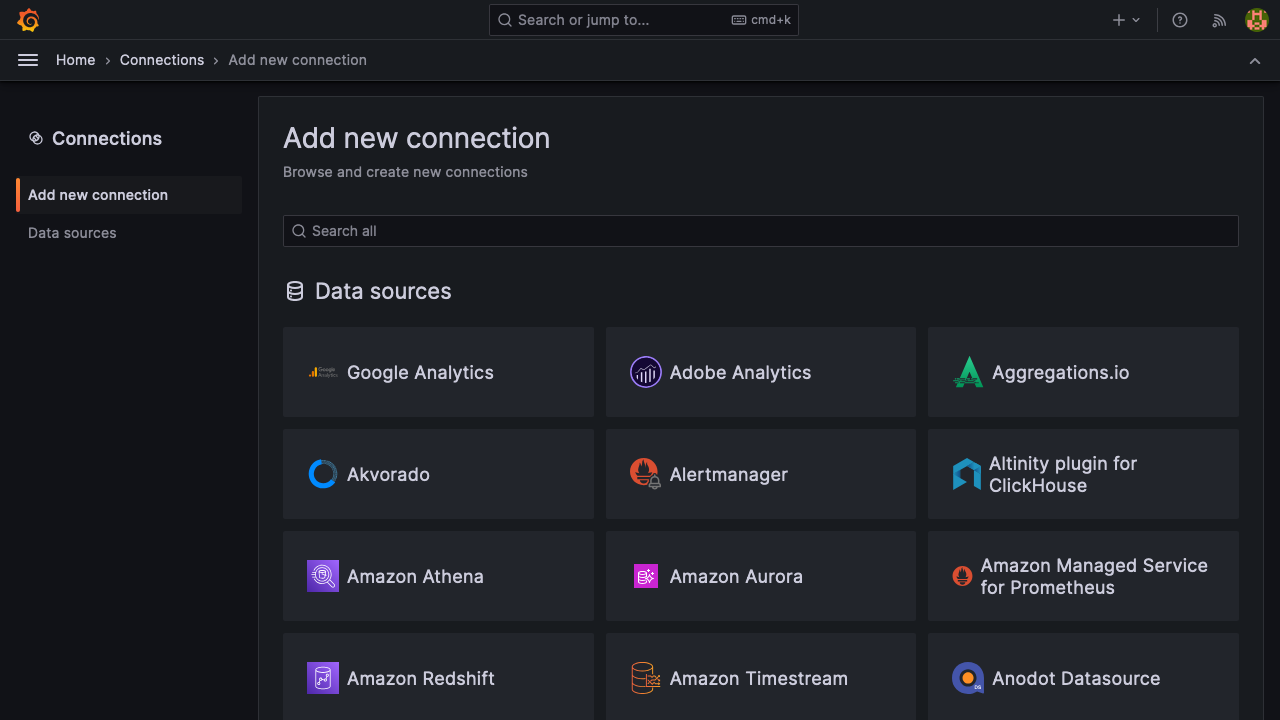 Search or jump to...
cmd+k
Home
Connections
Add new connection
Connections
Add new connection
Data sources
Add new connection
Browse and create new connections
Search all
Data sources
Google Analytics
Adobe Analytics
Aggregations.io
Akvorado
Alertmanager
Altinity plugin for
ClickHouse
Amazon Athena
Amazon Aurora
Amazon Managed Service
for Prometheus
Amazon Redshift
Amazon Timestream
Anodot Datasource